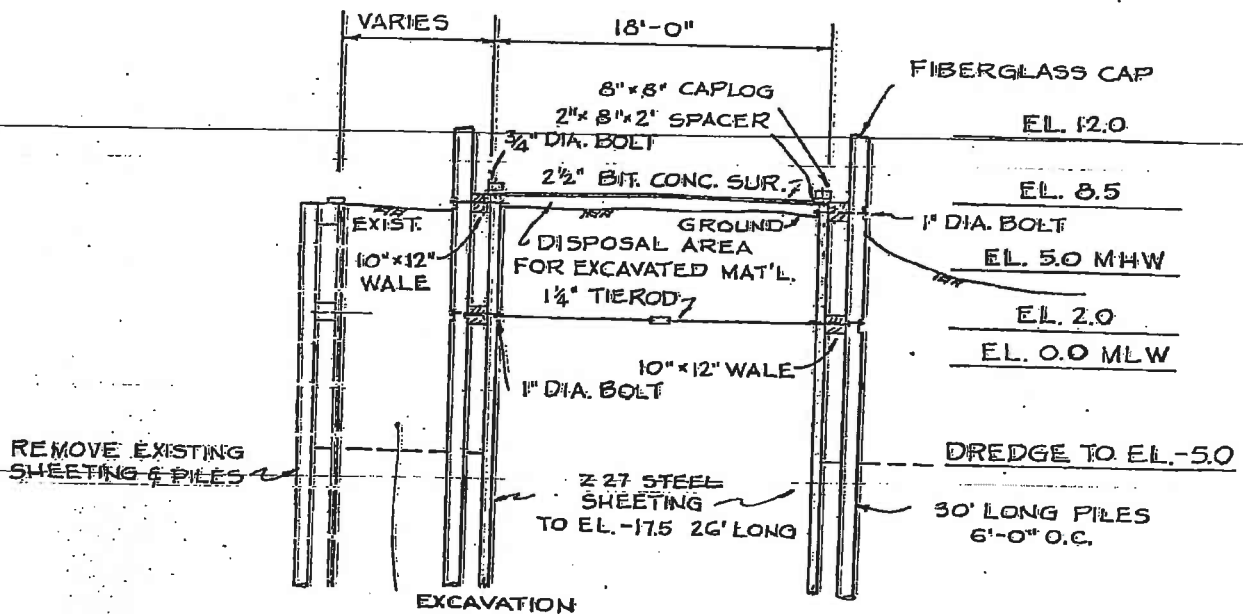 VARIES
18'-0"
FIBERGLASS CAP
8"x8" CAPLOG
2"x8"x2" SPACER
3/4" DIA. BOLT
2 1/2" BIT. CONC. SUR.
EL. 12.0
EL. 8.5
EXIST.
GROUND
1" DIA. BOLT
10"x12"
WALE
DISPOSAL AREA
FOR EXCAVATED MAT'L.
EL. 5.0 MHW
1 1/4" TIEROD
EL. 2.0
EL. 0.0 MLW
10"x12" WALE
1" DIA. BOLT
REMOVE EXISTING
SHEETING & PILES
DREDGE TO EL.-5.0
Z 27 STEEL
SHEETING
TO EL.-17.5 26' LONG
30' LONG PILES
6'-0" O.C.
EXCAVATION